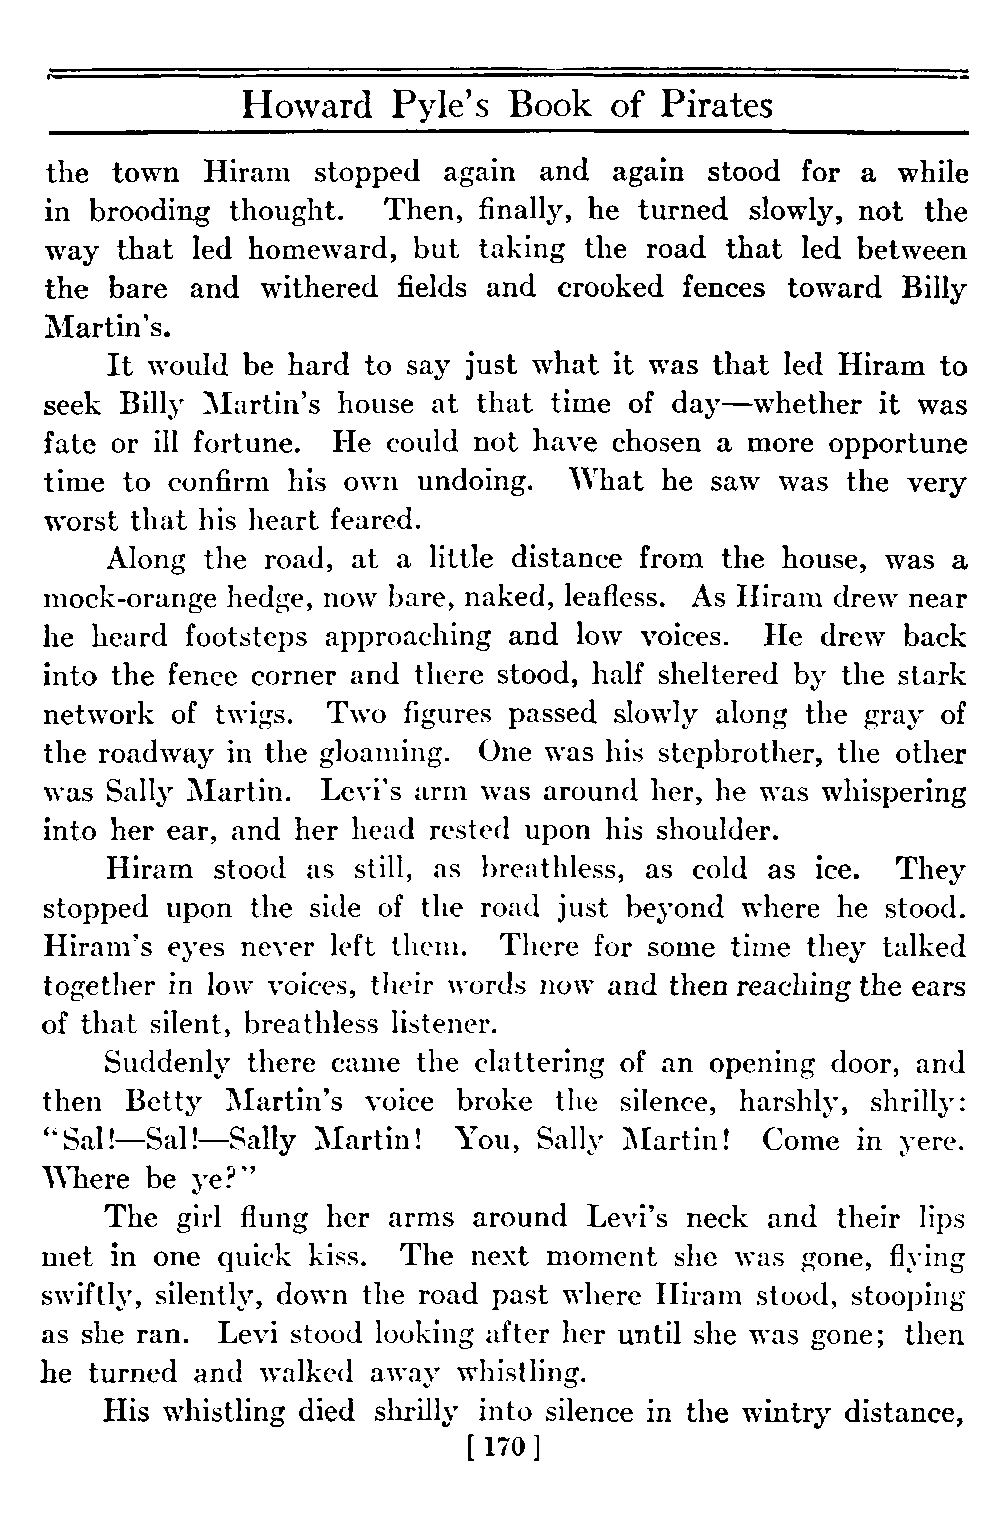 Howard Pyle's Book of Pirates
the town Hiram stopped again and again stood for a while
in brooding thought. Then, finally, he turned slowly, not the
way that led homeward, but taking the road that led between
the bare and withered fields and crooked fences toward Billy
Martin's.
It would be hard to say just what it was that led Hiram to
seek Billy Martin's house at that time of day—whether it was
fate or ill fortune. He could not have chosen a more opportune
time to confirm his own undoing. What he saw was the very
worst that his heart feared.
Along the road, at a little distance from the house, was a
mock-orange hedge, now bare, naked, leafless. As Hiram drew near
he heard footsteps approaching and low voices. He drew back
into the fence corner and there stood, half sheltered by the stark
network of twigs. Two figures passed slowly along the gray of
the roadway in the gloaming. One was his stepbrother, the other
was Sally Martin. Levi's arm was around her, he was whispering
into her ear, and her head rested upon his shoulder.
Hiram stood as still, as breathless, as cold as ice. They
stopped upon the side of the road just beyond where he stood.
Hiram's eyes never left them. There for some time they talked
together in low voices, their words now and then reaching the ears
of that silent, breathless listener.
Suddenly there came the clattering of an opening door, and
then Betty Martin's voice broke the silence, harshly, shrilly:
"Sal!—Sal!—Sally Martin! You, Sally Martin! Come in yere.
Where be ye?"
The girl flung her arms around Levi's neck and their lips
met in one quick kiss. The next moment she was gone, flying
swiftly, silently, down the road past where Hiram stood, stooping
as she ran. Levi stood looking after her until she was gone; then
he turned and walked away whistling.
His whistling died shrilly into silence in the wintry distance,
[ 170 ]